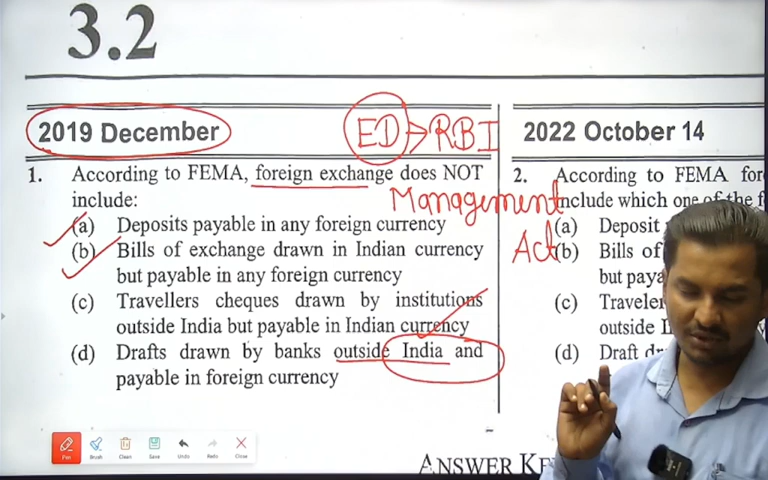 3.2
2019 December
ED → RBI
1. According to FEMA, foreign exchange does NOT
include:
Management
Act
(a) Deposits payable in any foreign currency
(b) Bills of exchange drawn in Indian currency
but payable in any foreign currency
(c) Travellers cheques drawn by institutions
outside India but payable in Indian currency
(d) Drafts drawn by banks outside India and
payable in foreign currency
2022 October 14
2. According to FEMA
include which one of the
(a) Deposit
(b) Bills of
but
(c)
outside
(d) Draft
ANSWER
Pen
Brush
Clean
Save
Undo
Redo
Close